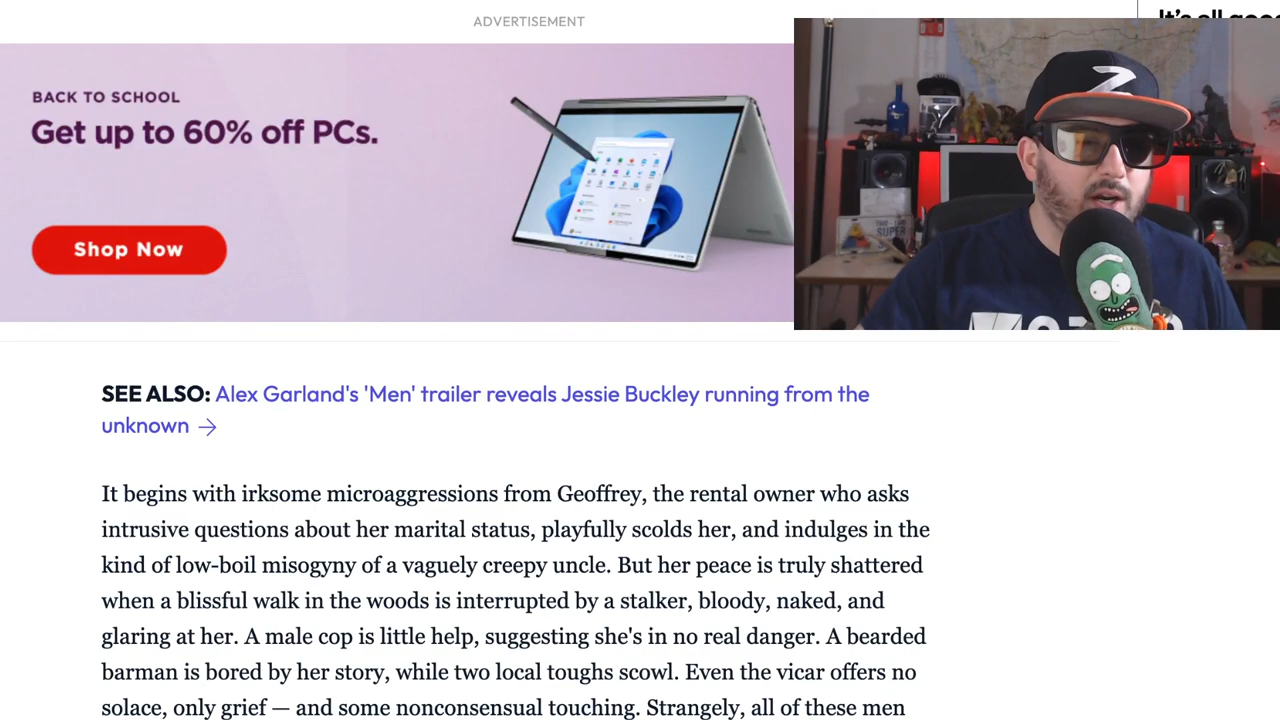 ADVERTISEMENT
BACK TO SCHOOL
Get up to 60% off PCs.
Shop Now
SUPER
SEE ALSO: Alex Garland's 'Men' trailer reveals Jessie Buckley running from the
unknown →
It begins with irksome microaggressions from Geoffrey, the rental owner who asks
intrusive questions about her marital status, playfully scolds her, and indulges in the
kind of low-boil misogyny of a vaguely creepy uncle. But her peace is truly shattered
when a blissful walk in the woods is interrupted by a stalker, bloody, naked, and
glaring at her. A male cop is little help, suggesting she's in no real danger. A bearded
barman is bored by her story, while two local toughs scowl. Even the vicar offers no
solace, only grief — and some nonconsensual touching. Strangely, all of these men